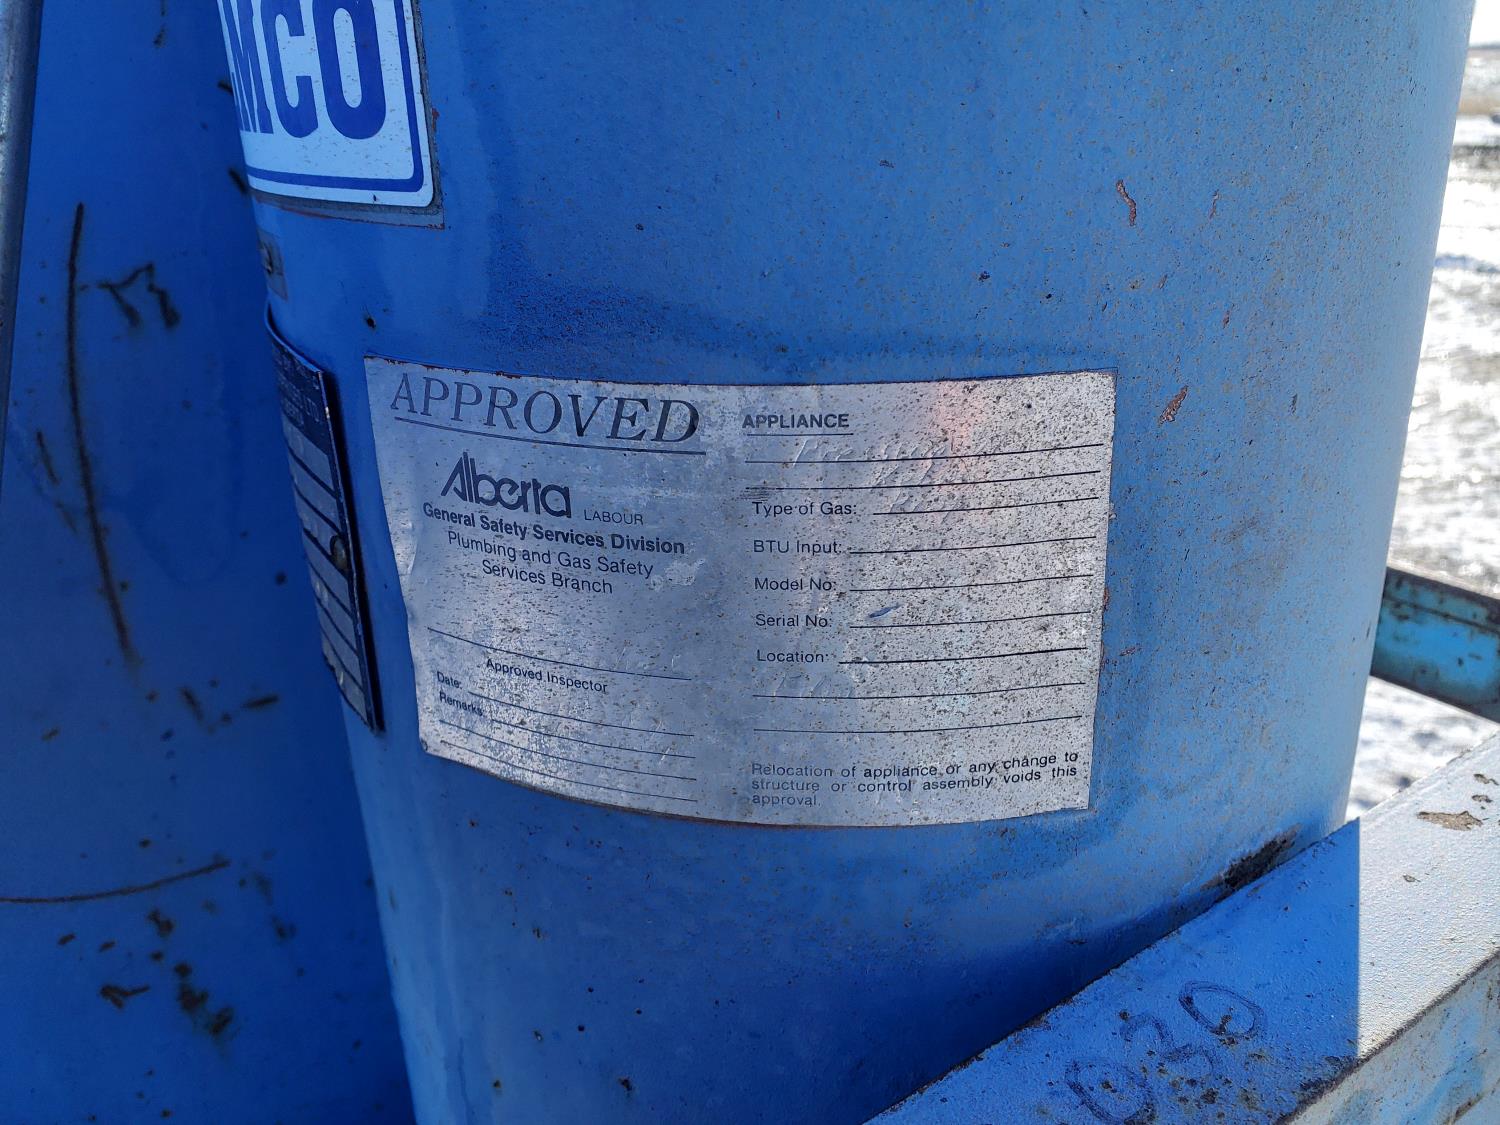 MCO
APPROVED
Alberta LABOUR
General Safety Services Division
Plumbing and Gas Safety
Services Branch
Approved Inspector
Date:
Remarks:
APPLIANCE
Type of Gas:
BTU Input:
Model No:
Serial No:
Location:
Relocation of appliance or any change to
structure or control assembly voids this
approval.
030